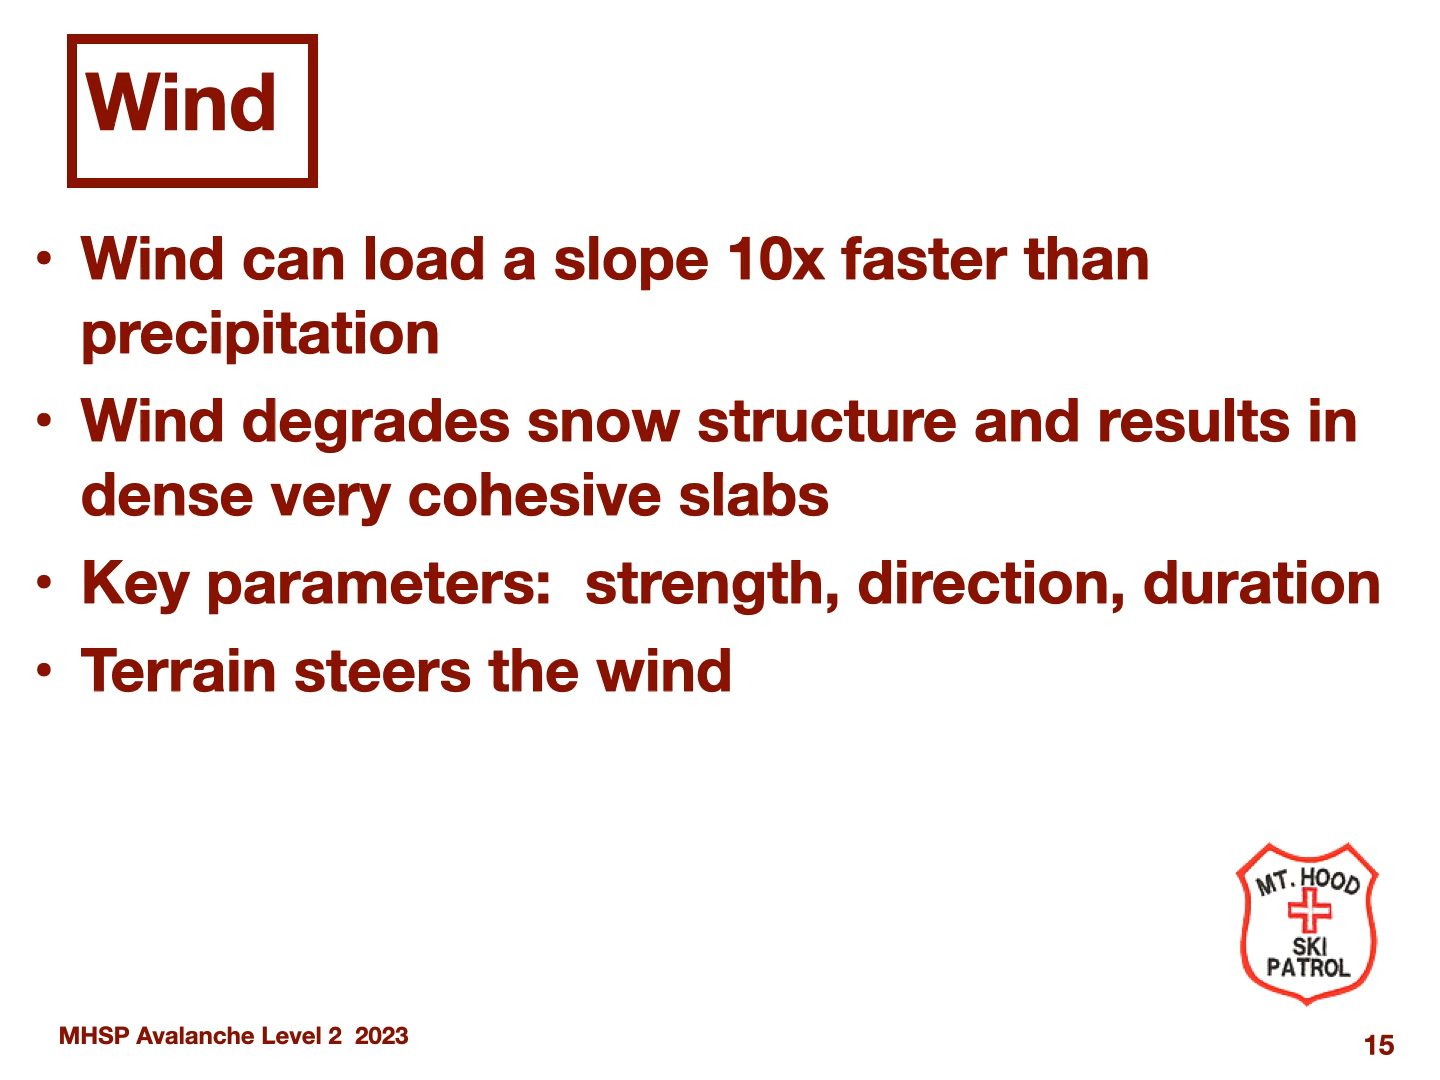 Wind
• Wind can load a slope 10x faster than
precipitation
• Wind degrades snow structure and results in
dense very cohesive slabs
• Key parameters:  strength, direction, duration
• Terrain steers the wind
MT. HOOD
SKI
PATROL
MHSP Avalanche Level 2  2023
15